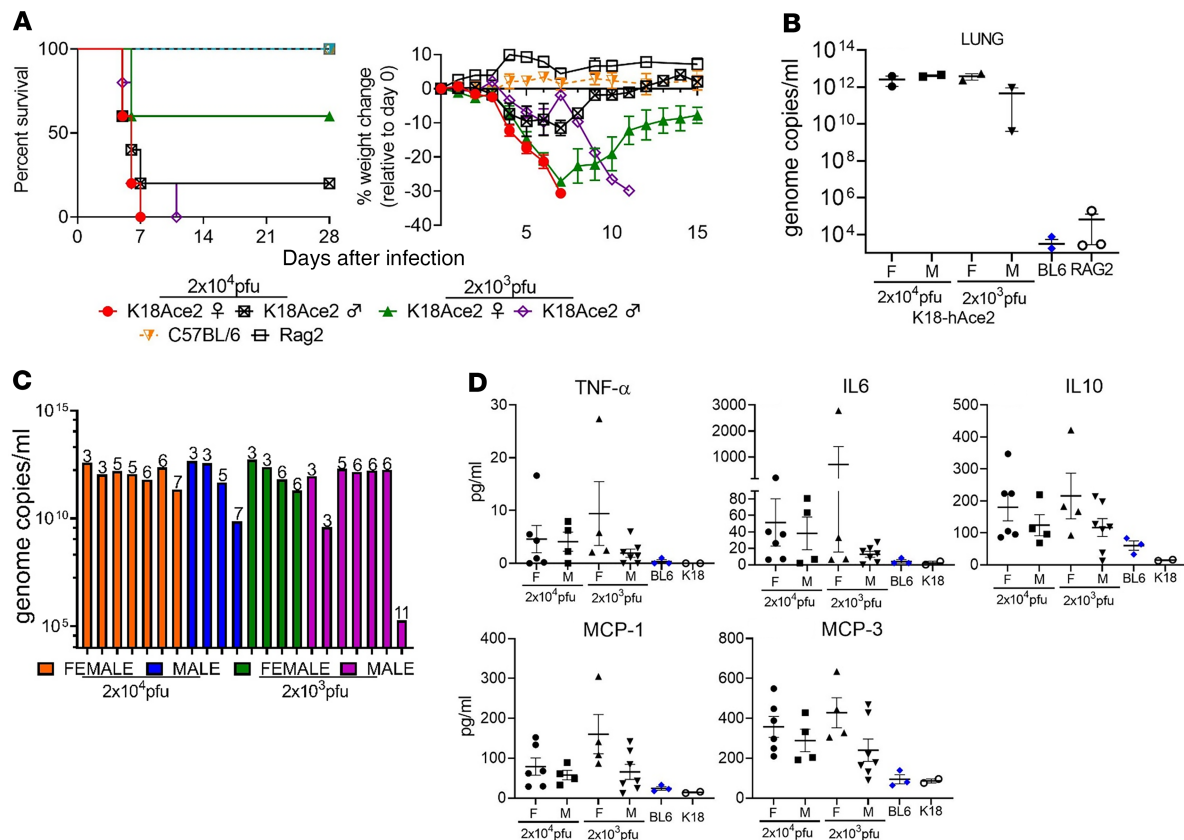 A
B
Percent survival
100
50
0
0
7
14
21
28
% weight change
(relative to day 0)
10
0
-10
-20
-30
-40
5
10
15
Days after infection
2x10⁴pfu
2x10³pfu
K18Ace2 ♀
K18Ace2 ♂
K18Ace2 ♀
K18Ace2 ♂
C57BL/6
Rag2
LUNG
genome copies/ml
10¹⁴
10¹²
10¹⁰
10⁸
10⁶
10⁴
F
M
F
M
BL6
RAG2
2x10⁴pfu
2x10³pfu
K18-hAce2
C
genome copies/ml
10¹⁵
10¹⁰
10⁵
3 3 5 5 6 6 7 3 3 5 7 3 3 6 6 3 3 5 6 6 6 11
FEMALE
MALE
FEMALE
MALE
2x10⁴pfu
2x10³pfu
D
TNF-α
pg/ml
30
20
10
0
F
M
F
M
BL6
K18
2x10⁴pfu
2x10³pfu
IL6
3000
2000
1000
80
60
40
20
0
F
M
F
M
BL6
K18
2x10⁴pfu
2x10³pfu
IL10
500
400
300
200
100
0
F
M
F
M
BL6
K18
2x10⁴pfu
2x10³pfu
MCP-1
pg/ml
400
300
200
100
0
F
M
F
M
BL6
K18
2x10⁴pfu
2x10³pfu
MCP-3
800
600
400
200
0
F
M
F
M
BL6
K18
2x10⁴pfu
2x10³pfu